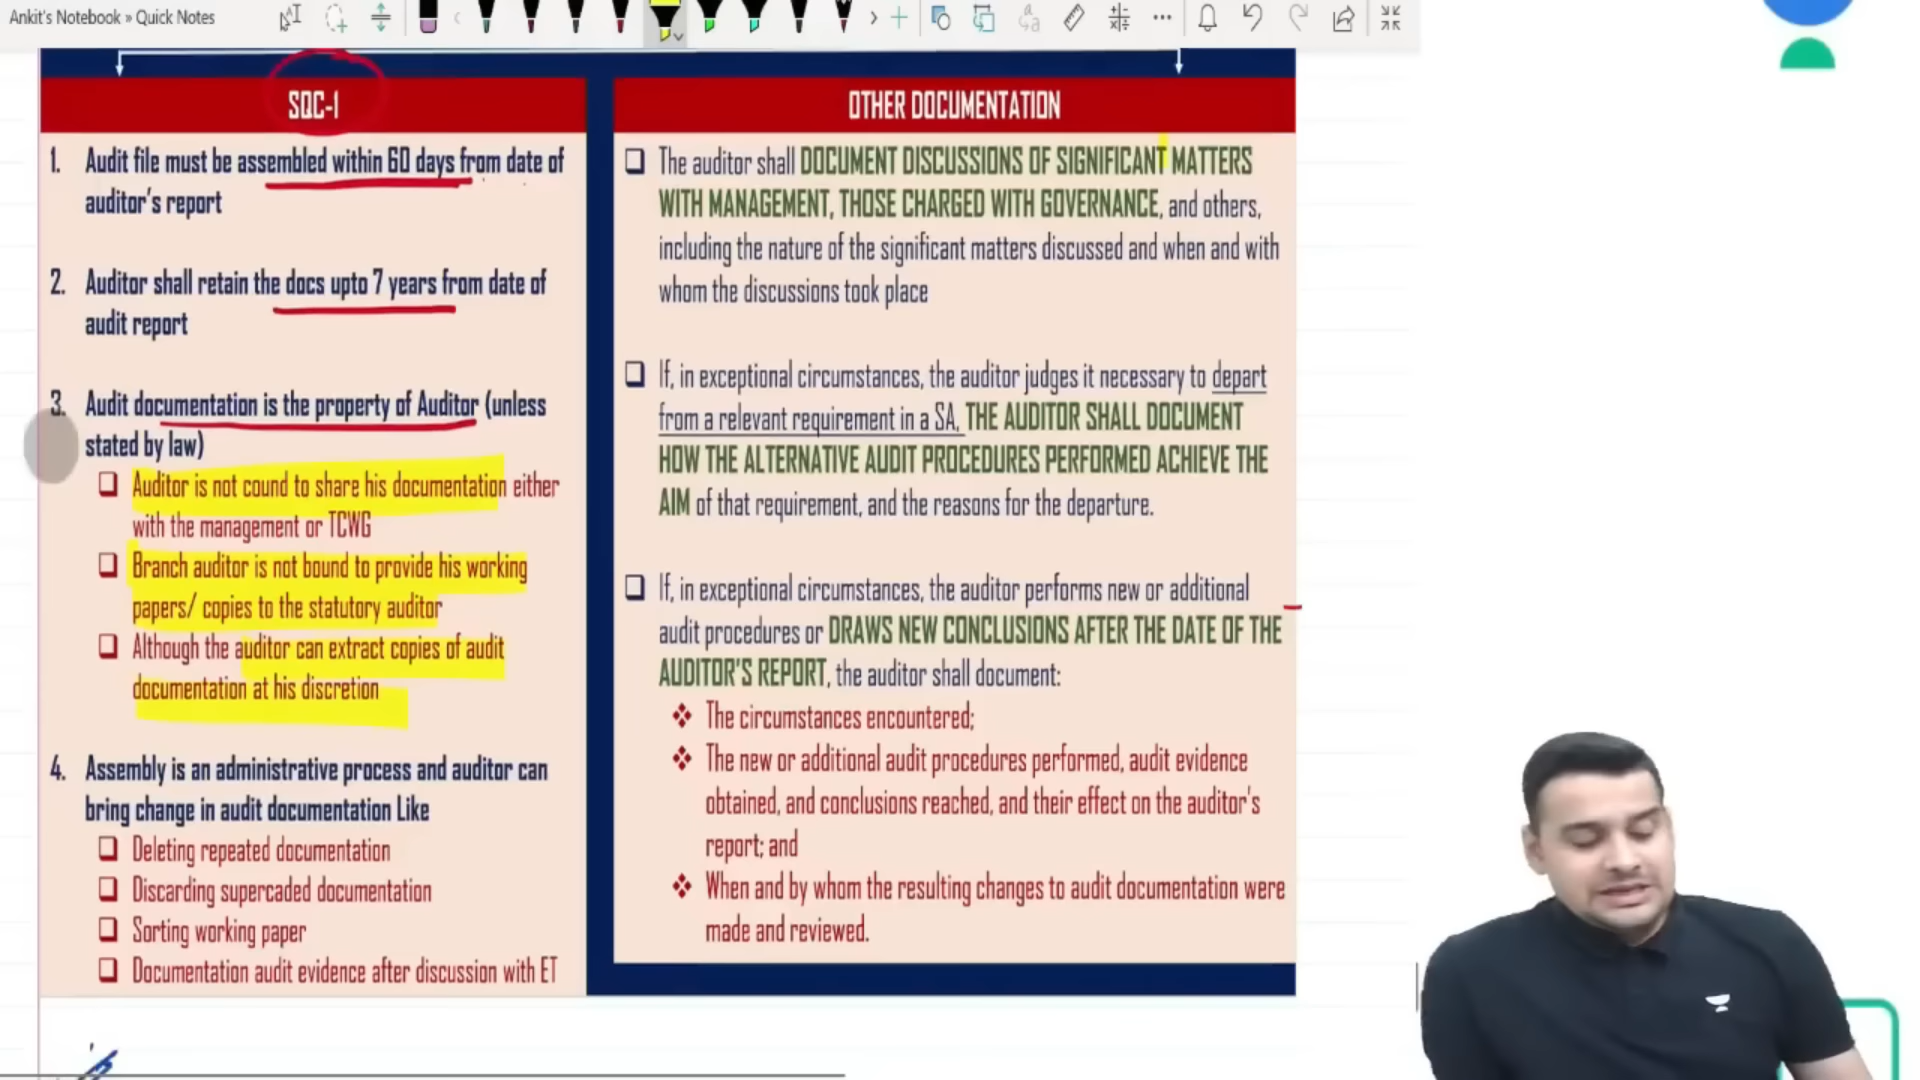 Ankit's Notebook » Quick Notes
SQC-1
1. Audit file must be assembled within 60 days from date of
auditor's report
2. Auditor shall retain the docs upto 7 years from date of
audit report
3. Audit documentation is the property of Auditor (unless
stated by law)
❑ Auditor is not cound to share his documentation either
with the management or TCWG
❑ Branch auditor is not bound to provide his working
papers/ copies to the statutory auditor
❑ Although the auditor can extract copies of audit
documentation at his discretion
4. Assembly is an administrative process and auditor can
bring change in audit documentation Like
❑ Deleting repeated documentation
❑ Discarding supercaded documentation
❑ Sorting working paper
❑ Documentation audit evidence after discussion with ET
OTHER DOCUMENTATION
❑ The auditor shall DOCUMENT DISCUSSIONS OF SIGNIFICANT MATTERS
WITH MANAGEMENT, THOSE CHARGED WITH GOVERNANCE, and others,
including the nature of the significant matters discussed and when and with
whom the discussions took place
❑ If, in exceptional circumstances, the auditor judges it necessary to depart
from a relevant requirement in a SA, THE AUDITOR SHALL DOCUMENT
HOW THE ALTERNATIVE AUDIT PROCEDURES PERFORMED ACHIEVE THE
AIM of that requirement, and the reasons for the departure.
❑ If, in exceptional circumstances, the auditor performs new or additional
audit procedures or DRAWS NEW CONCLUSIONS AFTER THE DATE OF THE
AUDITOR'S REPORT, the auditor shall document:
❖ The circumstances encountered;
❖ The new or additional audit procedures performed, audit evidence
obtained, and conclusions reached, and their effect on the auditor's
report; and
❖ When and by whom the resulting changes to audit documentation were
made and reviewed.